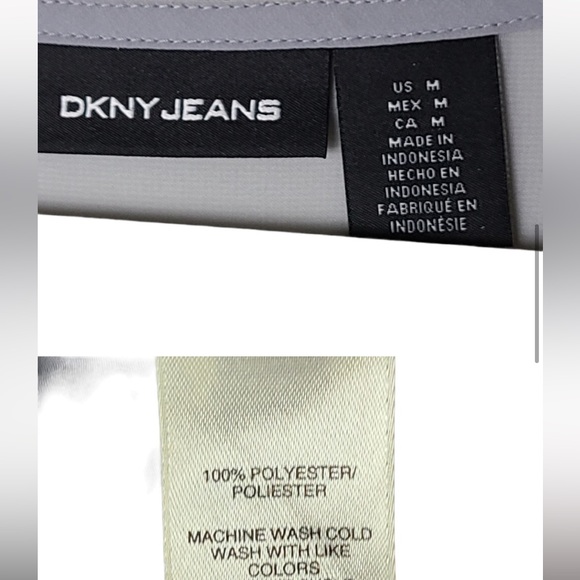 DKNY JEANS
US M
MEX M
CA M
MADE IN
INDONESIA
HECHO EN
INDONESIA
FABRIQUÉ EN
INDONÉSIE
100% POLYESTER/
POLIESTER
MACHINE WASH COLD
WASH WITH LIKE
COLORS